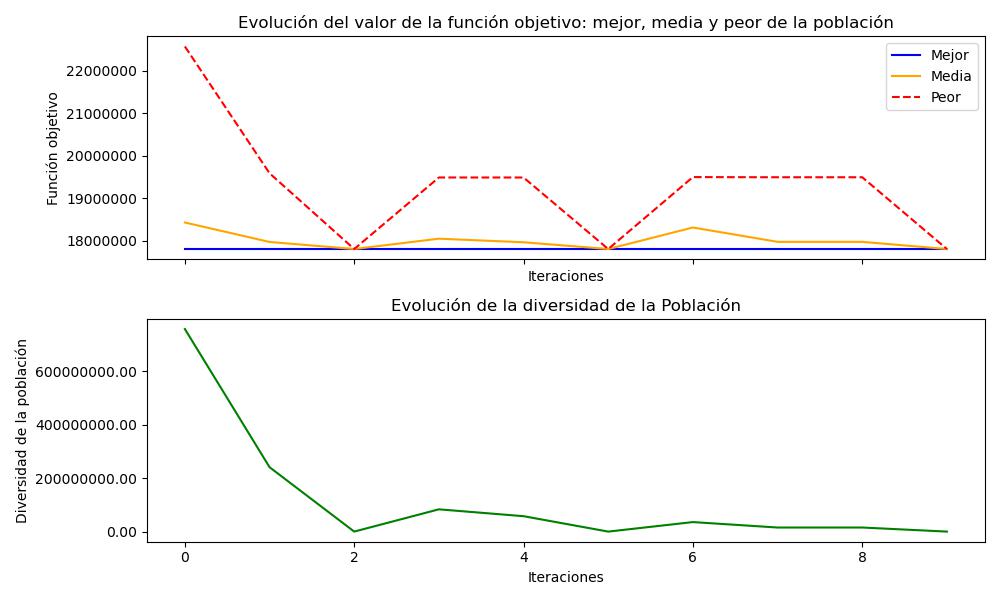 Evolución del valor de la función objetivo: mejor, media y peor de la población
Función objetivo
22000000
21000000
20000000
19000000
18000000
Mejor
Media
Peor
Iteraciones
Evolución de la diversidad de la Población
Diversidad de la población
600000000.00
400000000.00
200000000.00
0.00
0 2 4 6 8
Iteraciones